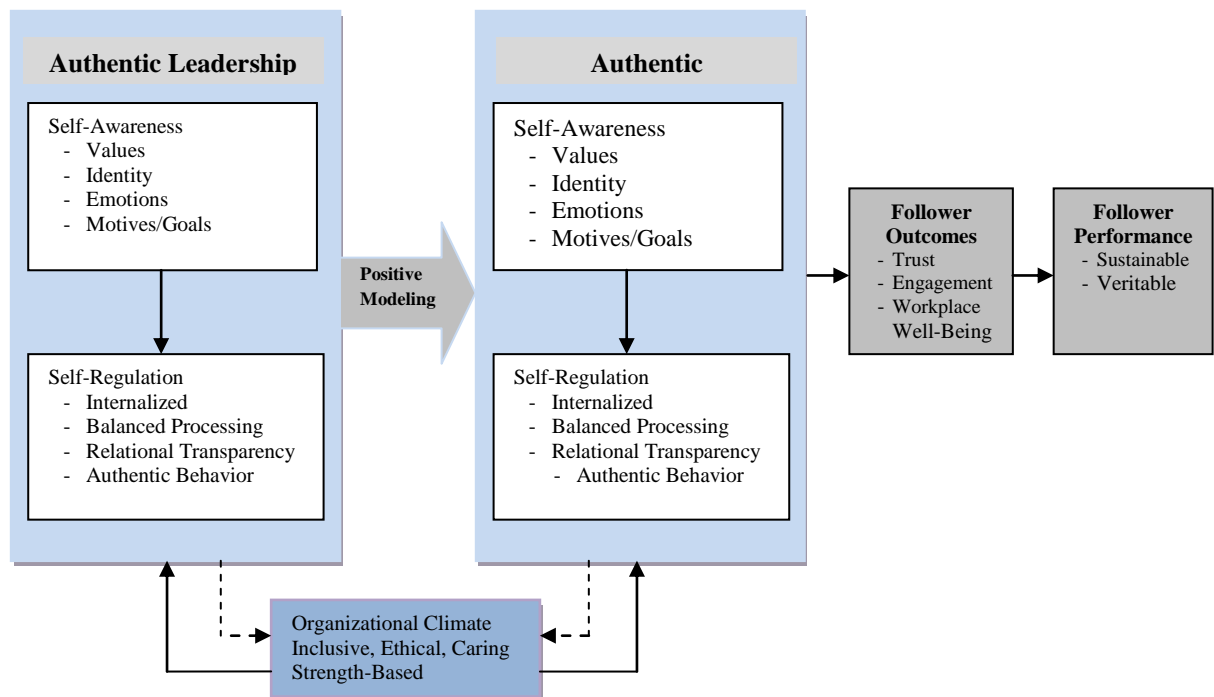 Authentic Leadership
Self-Awareness
- Values
- Identity
- Emotions
- Motives/Goals
Self-Regulation
- Internalized
- Balanced Processing
- Relational Transparency
- Authentic Behavior
Positive
Modeling
Authentic
Self-Awareness
- Values
- Identity
- Emotions
- Motives/Goals
Self-Regulation
- Internalized
- Balanced Processing
- Relational Transparency
- Authentic Behavior
Follower
Outcomes
- Trust
- Engagement
- Workplace
Well-Being
Follower
Performance
- Sustainable
- Veritable
Organizational Climate
Inclusive, Ethical, Caring
Strength-Based